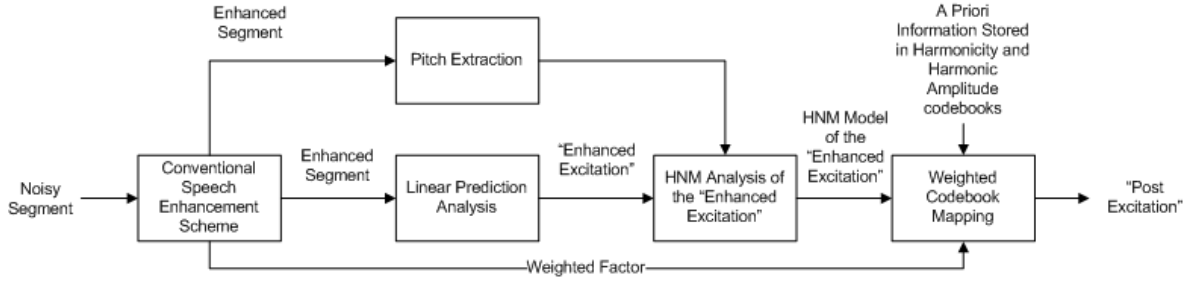 Enhanced
Segment
Pitch Extraction
A Priori
Information Stored
in Harmonicity and
Harmonic
Amplitude
codebooks
Noisy
Segment
Conventional
Speech
Enhancement
Scheme
Enhanced
Segment
Linear Prediction
Analysis
“Enhanced
Excitation”
HNM Analysis of
the “Enhanced
Excitation”
HNM Model
of the
“Enhanced
Excitation”
Weighted
Codebook
Mapping
“Post
Excitation”
Weighted Factor